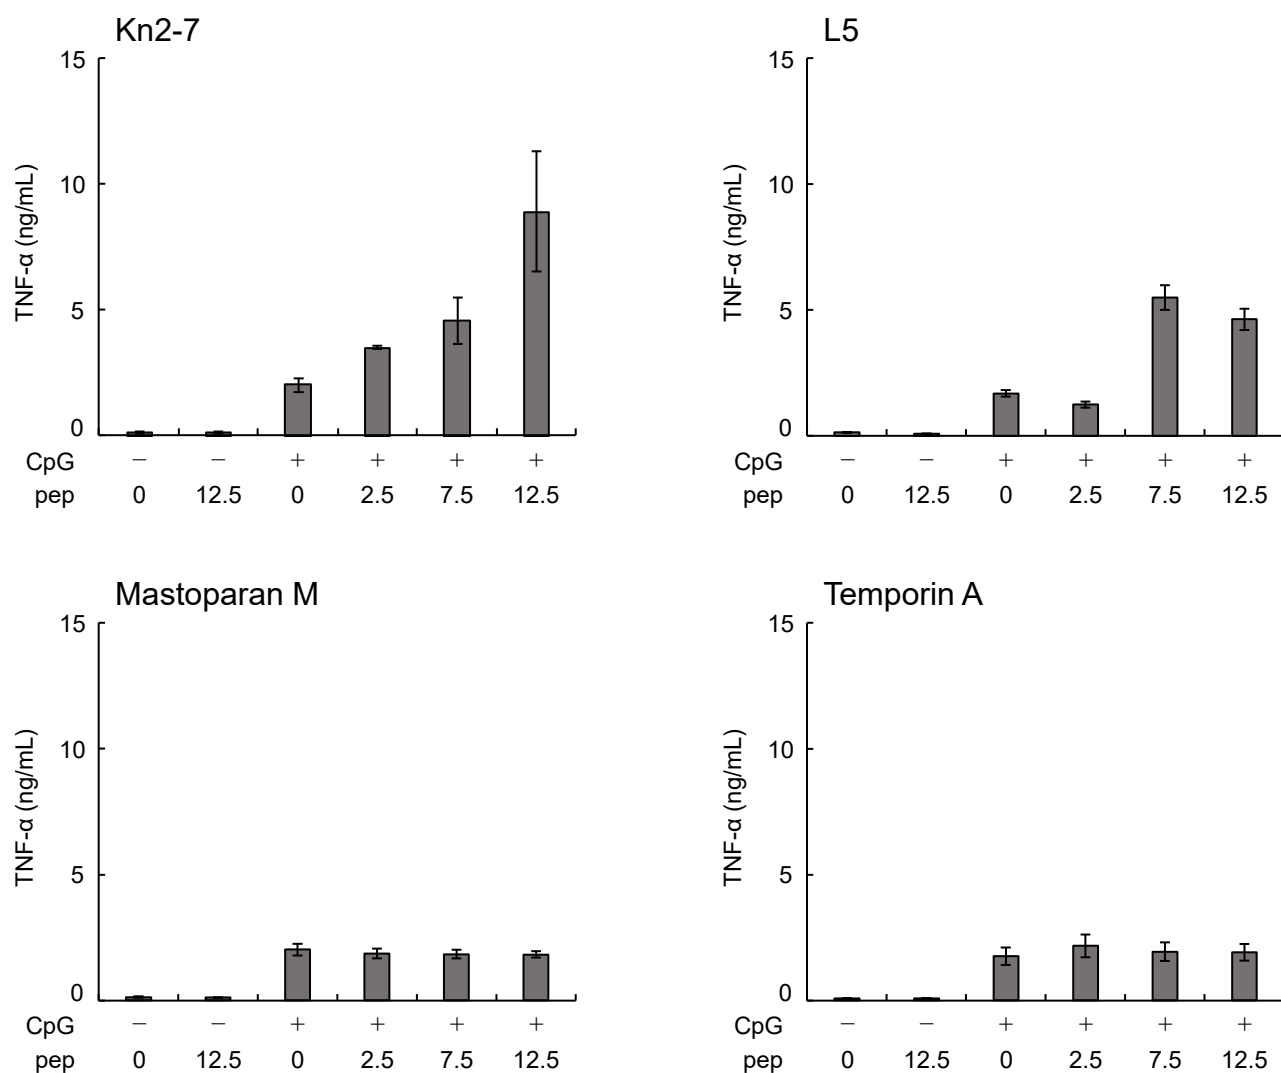 Kn2-7
15
10
5
0
TNF-α (ng/mL)
CpG − − + + + +
pep 0 12.5 0 2.5 7.5 12.5
L5
15
10
5
0
TNF-α (ng/mL)
CpG − − + + + +
pep 0 12.5 0 2.5 7.5 12.5
Mastoparan M
15
10
5
0
TNF-α (ng/mL)
CpG − − + + + +
pep 0 12.5 0 2.5 7.5 12.5
Temporin A
15
10
5
0
TNF-α (ng/mL)
CpG − − + + + +
pep 0 12.5 0 2.5 7.5 12.5